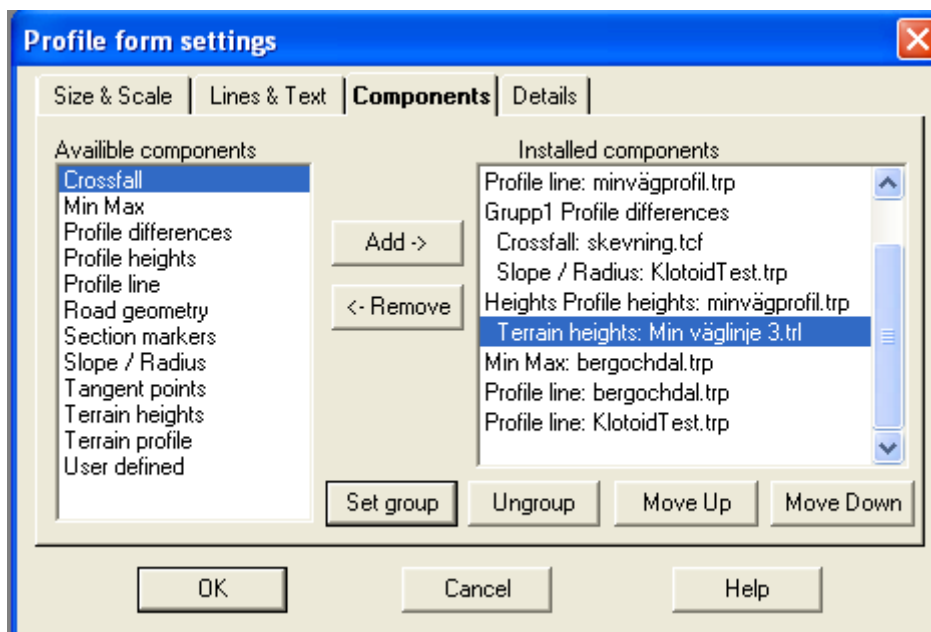 Profile form settings
Size & Scale
Lines & Text
Components
Details
Availible components
Crossfall
Min Max
Profile differences
Profile heights
Profile line
Road geometry
Section markers
Slope / Radius
Tangent points
Terrain heights
Terrain profile
User defined
Add ->
<- Remove
Installed components
Profile line: minvägprofil.trp
Grupp1 Profile differences
Crossfall: skevning.tcf
Slope / Radius: KlotoidTest.trp
Heights Profile heights: minvägprofil.trp
Terrain heights: Min väglinje 3.trl
Min Max: bergochdal.trp
Profile line: bergochdal.trp
Profile line: KlotoidTest.trp
Set group
Ungroup
Move Up
Move Down
OK
Cancel
Help